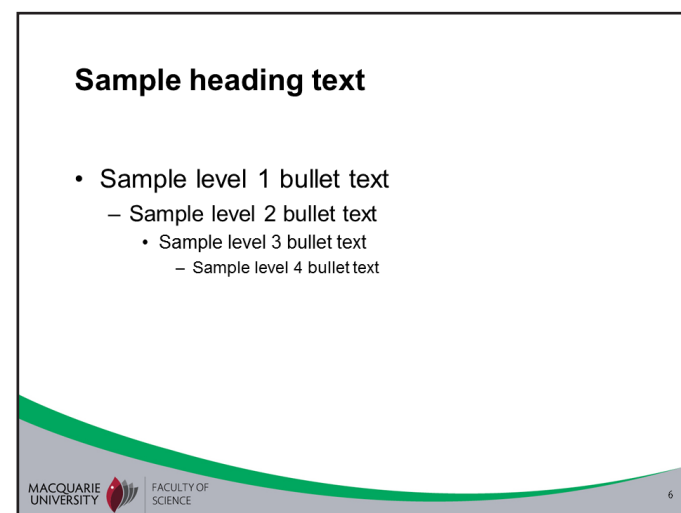 Sample heading text
• Sample level 1 bullet text
– Sample level 2 bullet text
• Sample level 3 bullet text
– Sample level 4 bullet text
MACQUARIE
UNIVERSITY
FACULTY OF
SCIENCE
6